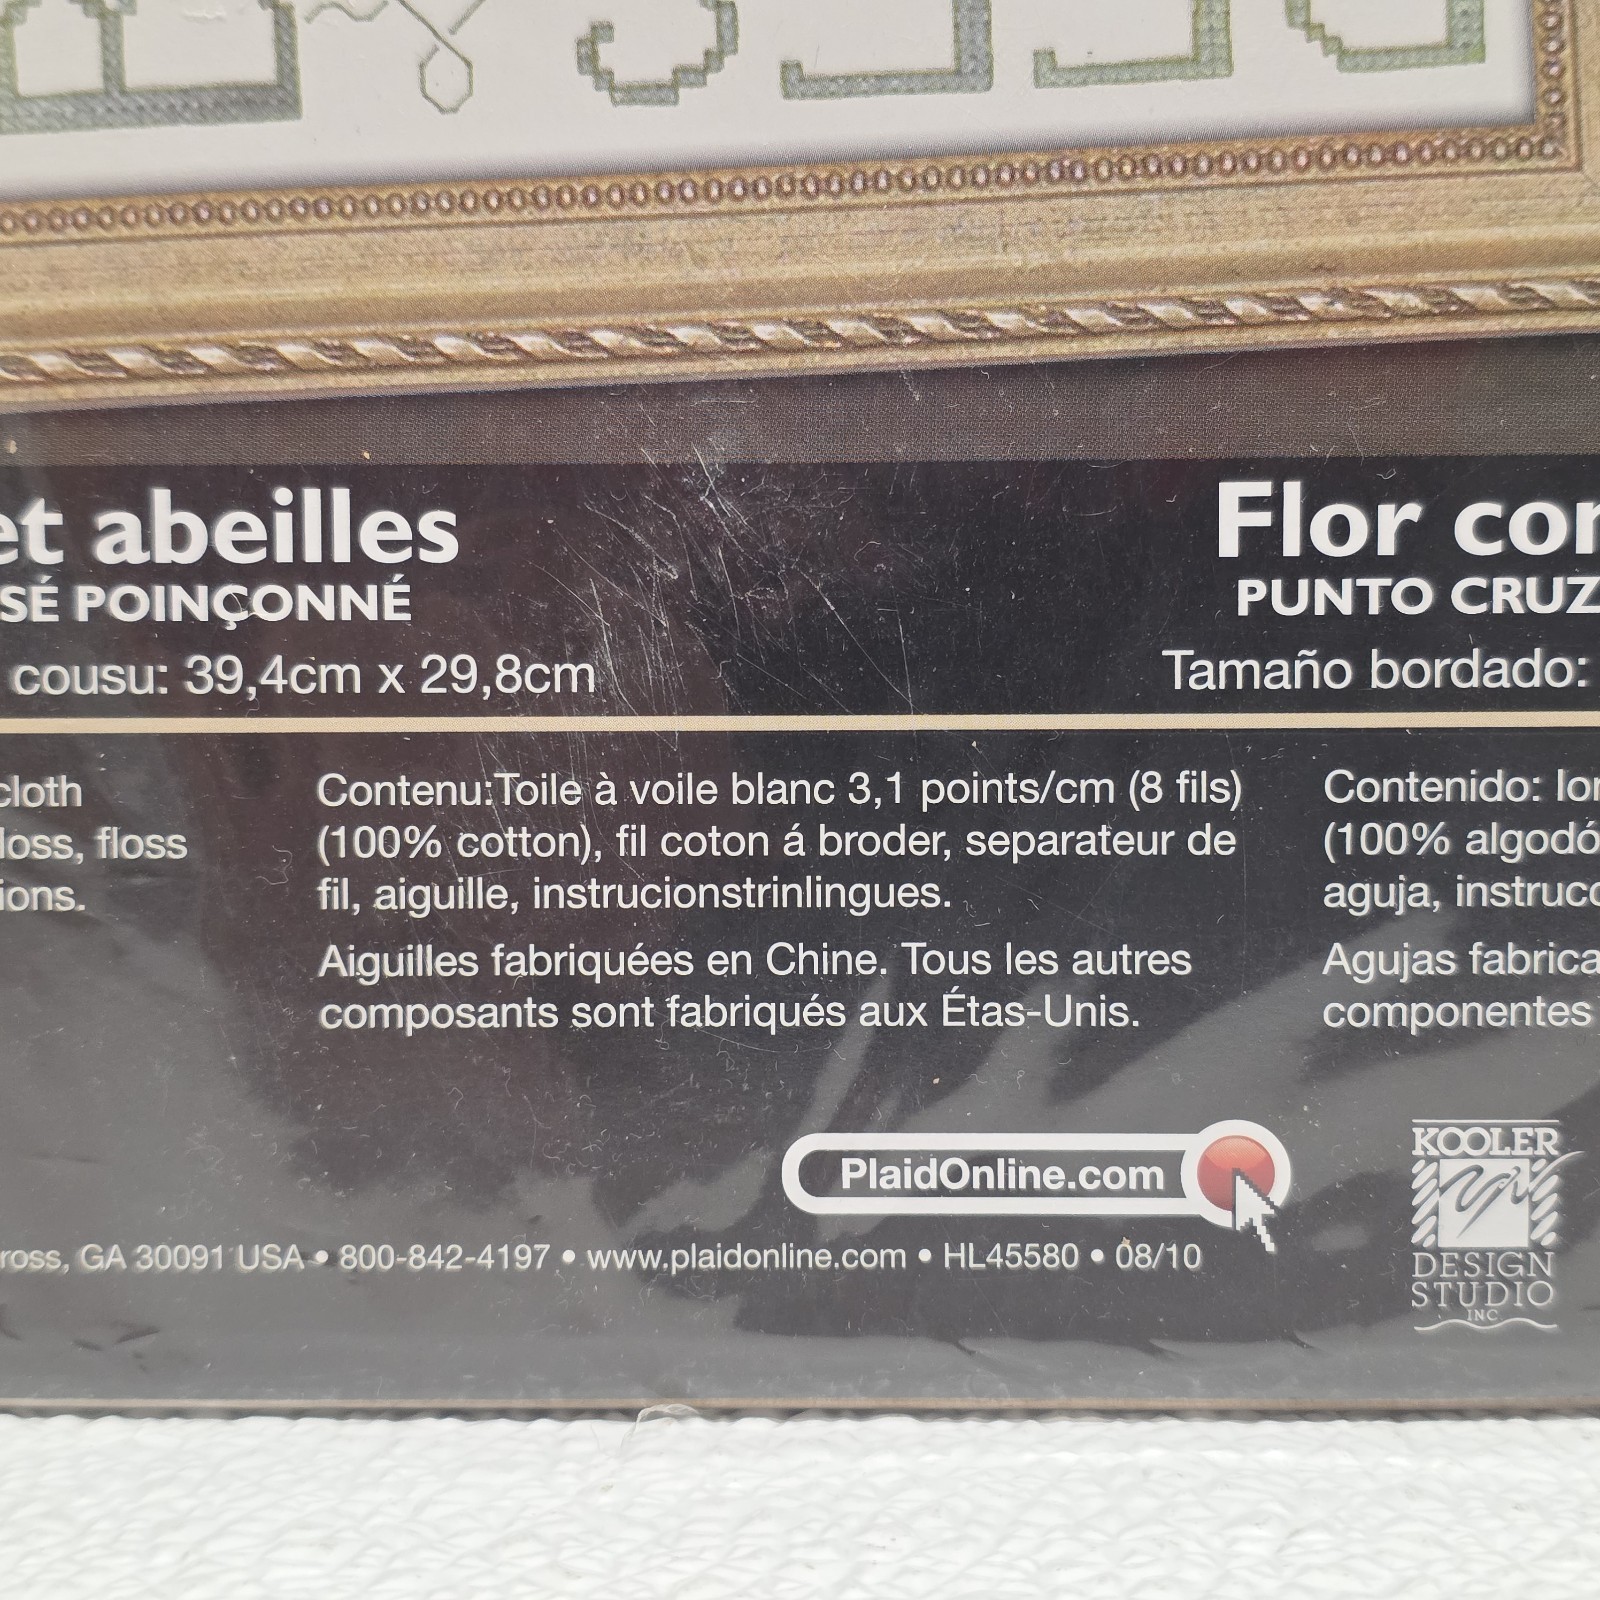 et abeilles
SÉ POINÇONNÉ
cousu: 39,4cm x 29,8cm
Flor con
PUNTO CRUZ
Tamaño bordado:
cloth
loss, floss
ions.
Contenu:Toile à voile blanc 3,1 points/cm (8 fils)
(100% cotton), fil coton á broder, separateur de
fil, aiguille, instrucionstrinlingues.
Aiguilles fabriquées en Chine. Tous les autres
composants sont fabriqués aux Étas-Unis.
Contenido: lon
(100% algodó
aguja, instrucc
Agujas fabrica
componentes
PlaidOnline.com
ross, GA 30091 USA • 800-842-4197 • www.plaidonline.com • HL45580 • 08/10
KOOLER
DESIGN
STUDIO
INC